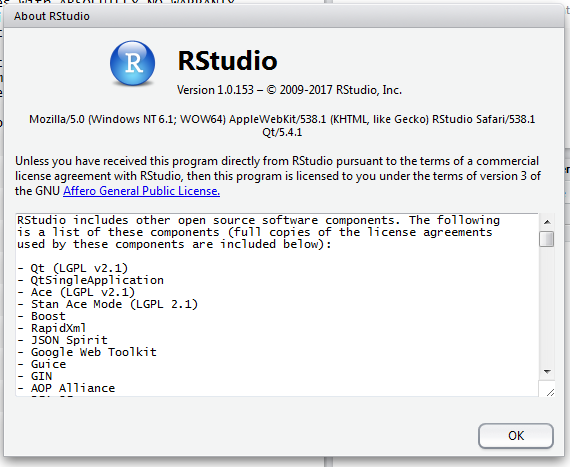 es with ABSOLUTELY NO WARRANTY
About RStudio
R
RStudio
Version 1.0.153 – © 2009-2017 RStudio, Inc.
Mozilla/5.0 (Windows NT 6.1; WOW64) AppleWebKit/538.1 (KHTML, like Gecko) RStudio Safari/538.1
Qt/5.4.1
Unless you have received this program directly from RStudio pursuant to the terms of a commercial
license agreement with RStudio, then this program is licensed to you under the terms of version 3 of
the GNU Affero General Public License.
RStudio includes other open source software components. The following
is a list of these components (full copies of the license agreements
used by these components are included below):
- Qt (LGPL v2.1)
- QtSingleApplication
- Ace (LGPL v2.1)
- Stan Ace Mode (LGPL 2.1)
- Boost
- RapidXml
- JSON Spirit
- Google Web Toolkit
- Guice
- GIN
- AOP Alliance
OK